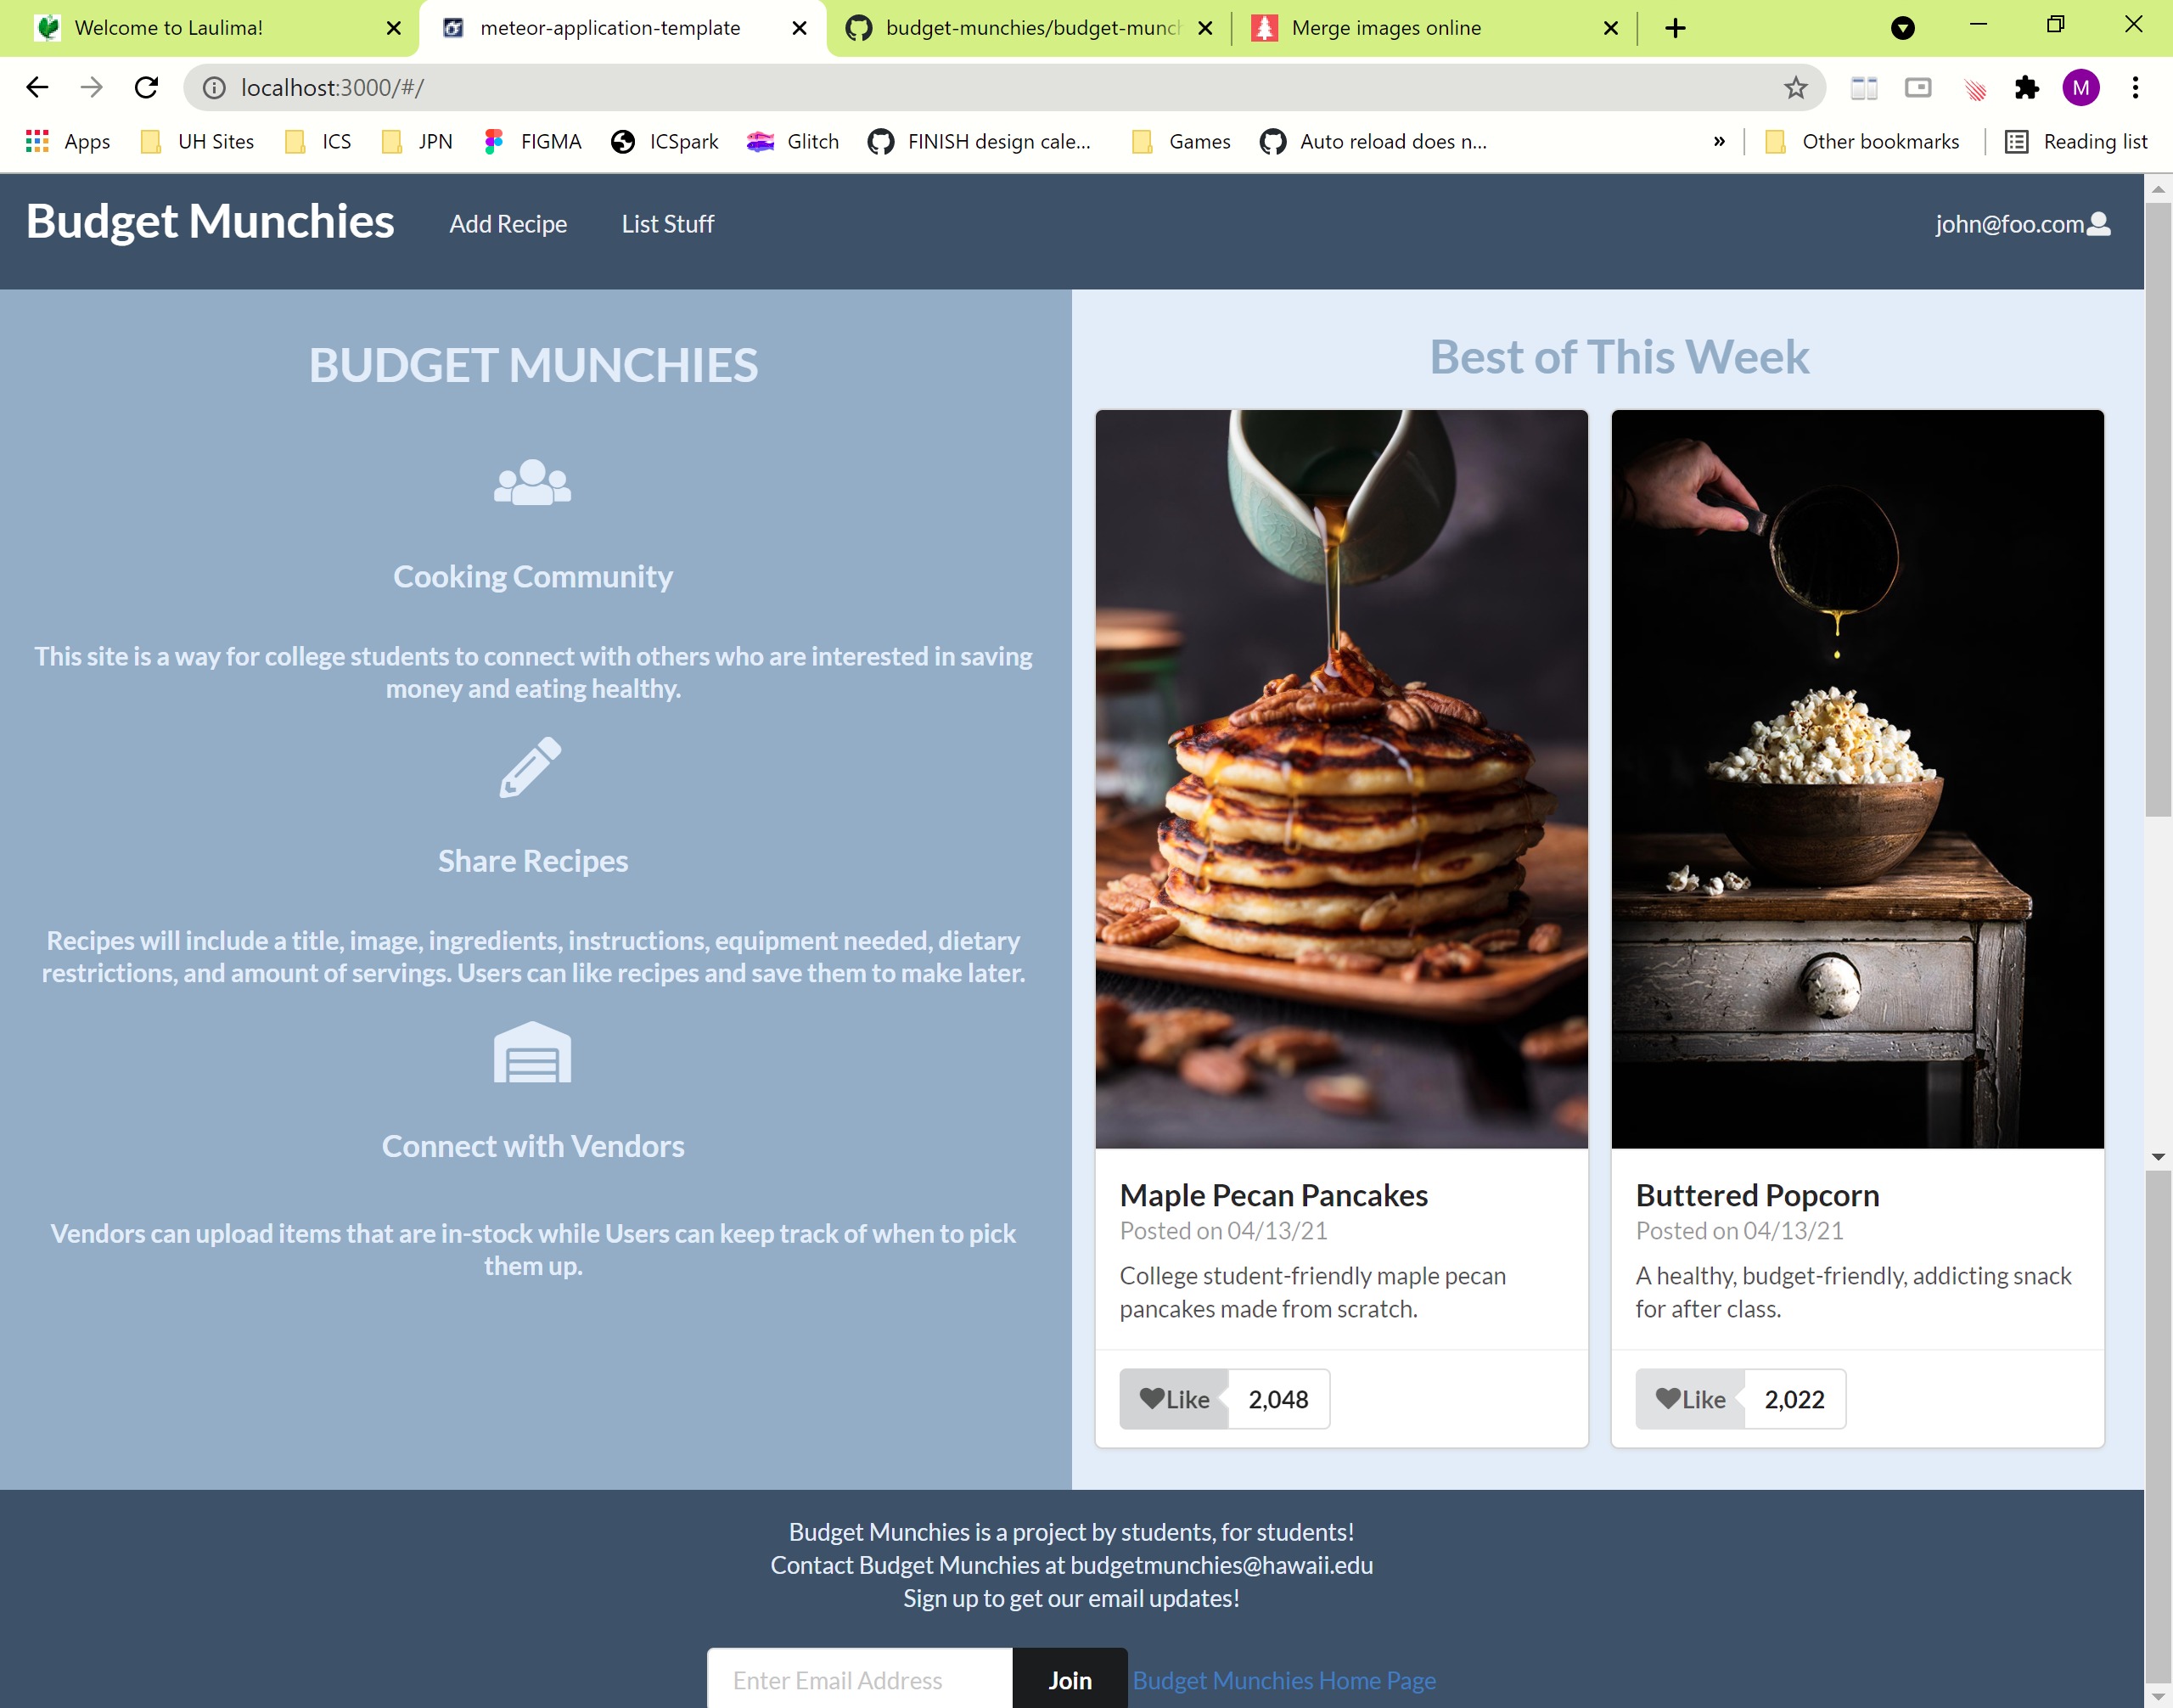 Welcome to Laulima!
meteor-application-template
budget-munchies/budget-munch
Merge images online
localhost:3000/#/
M
Apps
UH Sites
ICS
JPN
FIGMA
ICSpark
Glitch
FINISH design cale...
Games
Auto reload does n...
»
Other bookmarks
Reading list
Budget Munchies
Add Recipe
List Stuff
john@foo.com
BUDGET MUNCHIES
Cooking Community
This site is a way for college students to connect with others who are interested in saving
money and eating healthy.
Share Recipes
Recipes will include a title, image, ingredients, instructions, equipment needed, dietary
restrictions, and amount of servings. Users can like recipes and save them to make later.
Connect with Vendors
Vendors can upload items that are in-stock while Users can keep track of when to pick
them up.
Best of This Week
Maple Pecan Pancakes
Posted on 04/13/21
College student-friendly maple pecan
pancakes made from scratch.
Like 2,048
Buttered Popcorn
Posted on 04/13/21
A healthy, budget-friendly, addicting snack
for after class.
Like 2,022
Budget Munchies is a project by students, for students!
Contact Budget Munchies at budgetmunchies@hawaii.edu
Sign up to get our email updates!
Enter Email Address
Join
Budget Munchies Home Page